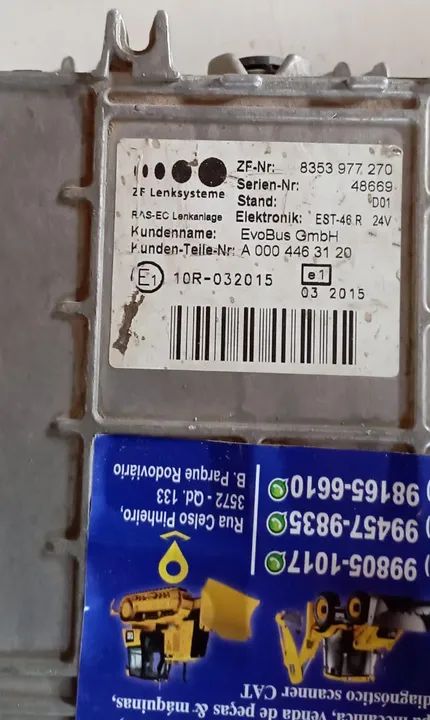 ZF Lenksysteme
ZF-Nr: 8353 977 270
Serien-Nr: 48669
Stand: D01
RAS-EC Lenkanlage Elektronik: EST-46 R 24V
Kundenname: EvoBus GmbH
Kunden-Teile-Nr: A 000 446 31 20
E1 10R-032015 e1
03 2015
diagnóstico scanner CAT
venda de peças & máquinas,
99805-1017
99457-9835
98165-6610
Rua Celso Pinheiro,
3572 - Qd. 133
B. Parque Rodoviário